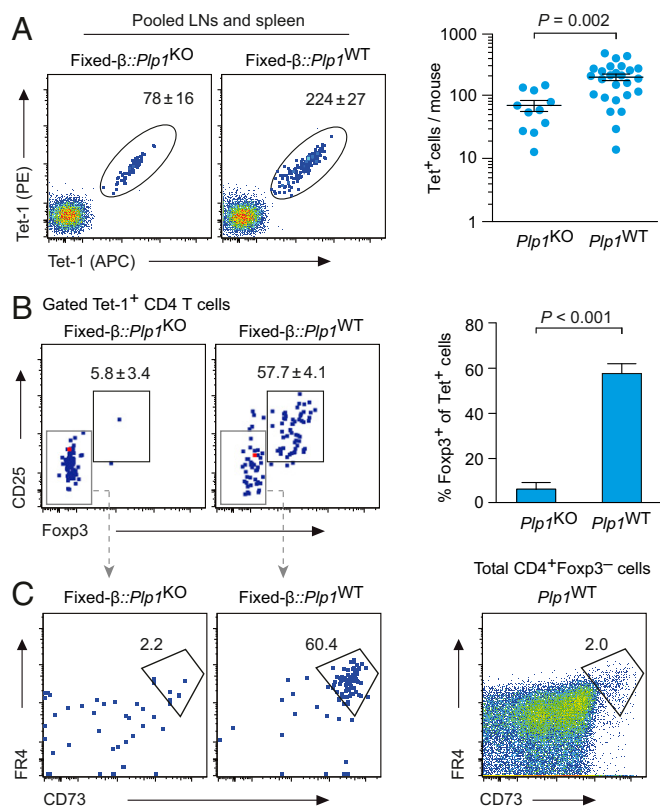 A
Pooled LNs and spleen
Fixed-β::Plp1KO
Fixed-β::Plp1WT
78 ± 16
224 ± 27
Tet-1 (PE)
Tet-1 (APC)
P = 0.002
Tet+cells / mouse
1000
100
10
1
Plp1KO
Plp1WT
B
Gated Tet-1+ CD4 T cells
Fixed-β::Plp1KO
Fixed-β::Plp1WT
5.8 ± 3.4
57.7 ± 4.1
CD25
Foxp3
P < 0.001
% Foxp3+ of Tet+ cells
80
60
40
20
0
Plp1KO
Plp1WT
C
Fixed-β::Plp1KO
Fixed-β::Plp1WT
Total CD4+Foxp3− cells
Plp1WT
2.2
60.4
2.0
FR4
CD73
FR4
CD73